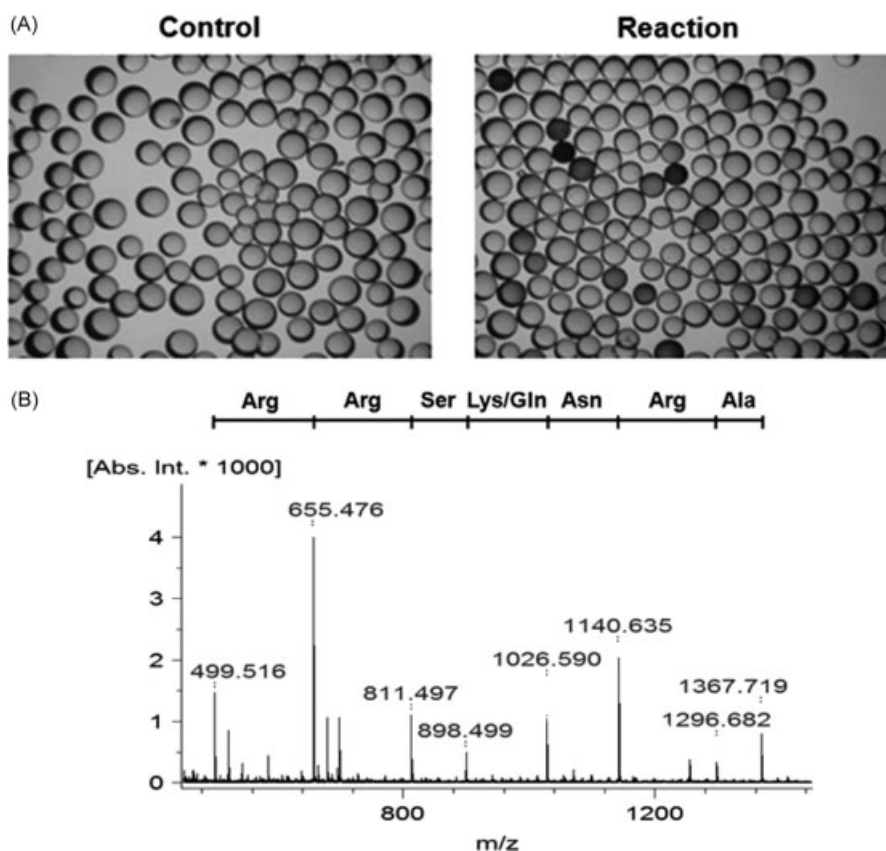 (A)
Control Reaction
(B)
Arg Arg Ser Lys/Gln Asn Arg Ala
[Abs. Int. * 1000]
655.476
4
3
1140.635
2
499.516
1026.590
1367.719
811.497
1296.682
1
898.499
0
800 1200
m/z